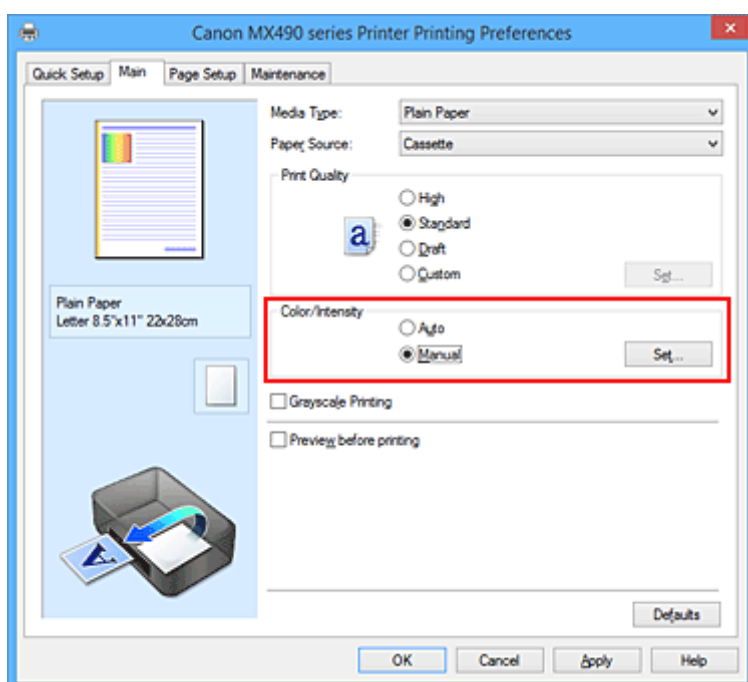 Canon MX490 series Printer Printing Preferences
Quick Setup Main Page Setup Maintenance
Media Type: Plain Paper
Paper Source: Cassette
Print Quality
High
Standard
Draft
Custom Set...
a
Plain Paper
Letter 8.5"x11" 22x28cm
Color/Intensity
Auto
Manual Set...
Grayscale Printing
Preview before printing
A
Defaults
OK Cancel Apply Help